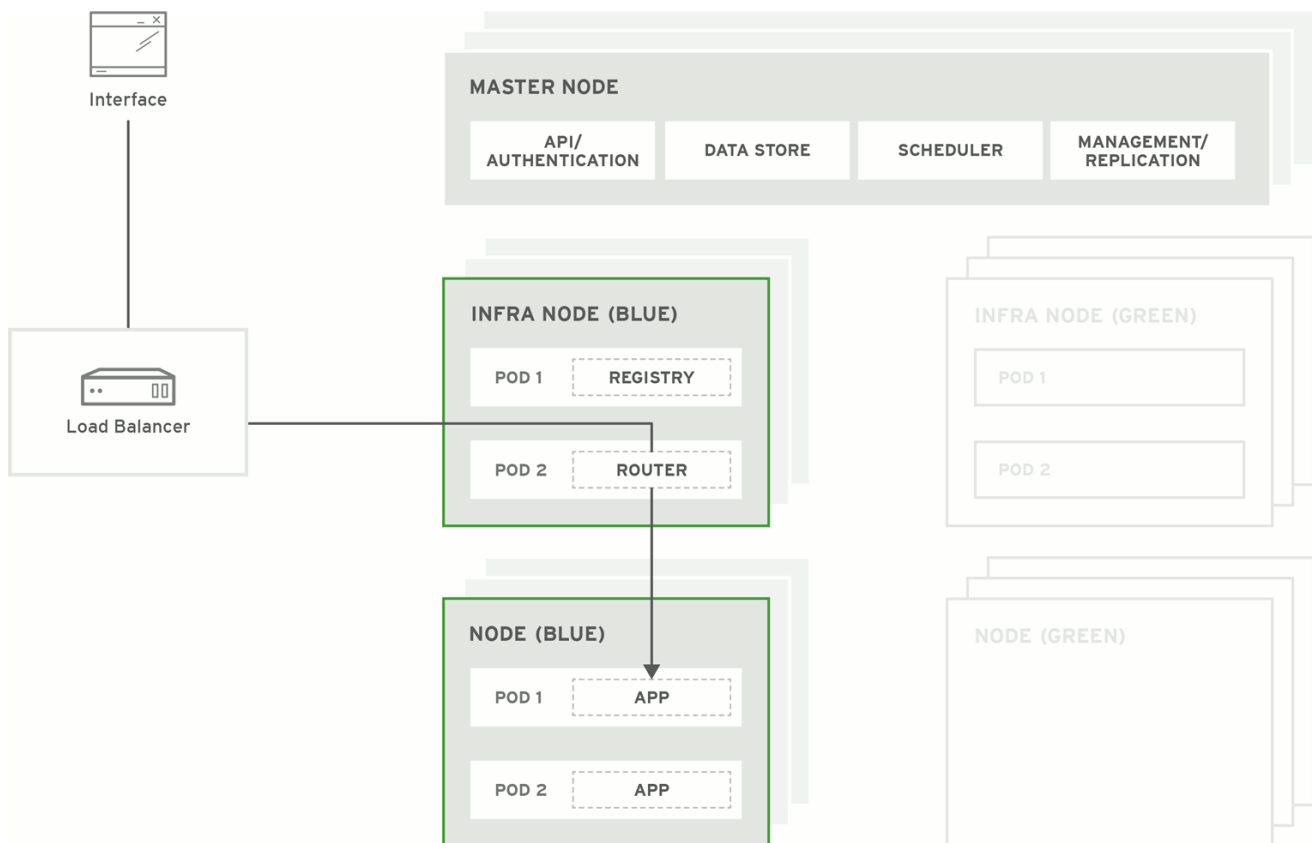 Interface
MASTER NODE
API/
AUTHENTICATION
DATA STORE
SCHEDULER
MANAGEMENT/
REPLICATION
Load Balancer
INFRA NODE (BLUE)
POD 1
REGISTRY
POD 2
ROUTER
INFRA NODE (GREEN)
POD 1
POD 2
NODE (BLUE)
POD 1
APP
POD 2
APP
NODE (GREEN)